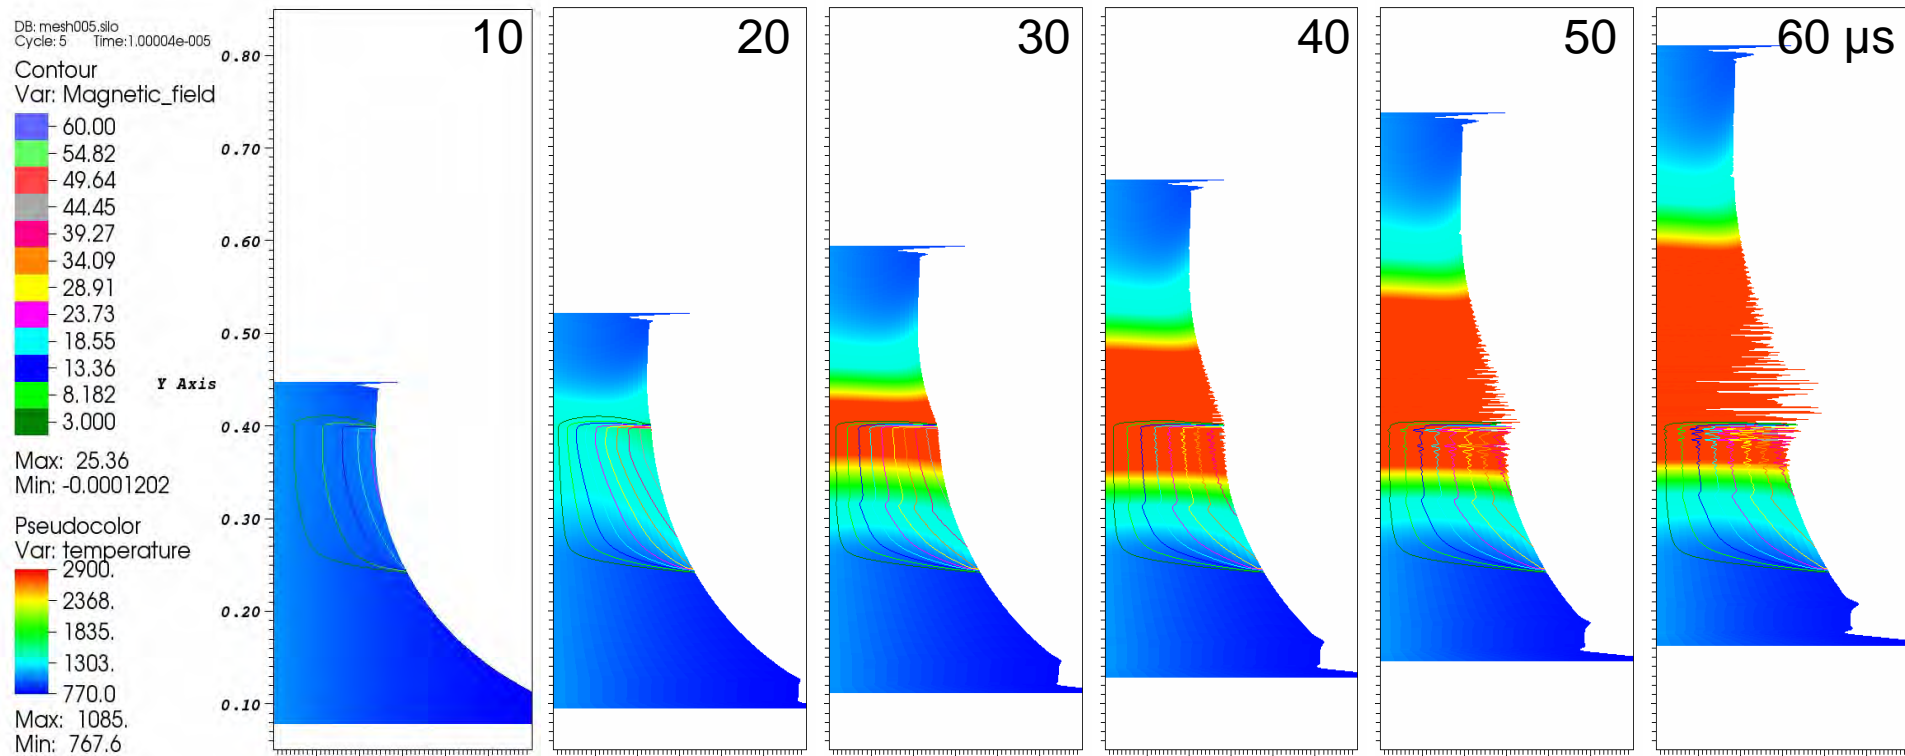 DB: mesh005.silo
Cycle: 5 Time:1.00004e-005
Contour
Var: Magnetic_field
60.00
54.82
49.64
44.45
39.27
34.09
28.91
23.73
18.55
13.36
8.182
3.000
Max: 25.36
Min: -0.0001202
Pseudocolor
Var: temperature
2900.
2368.
1835.
1303.
770.0
Max: 1085.
Min: 767.6
Y Axis
0.80
0.70
0.60
0.50
0.40
0.30
0.20
0.10
10
20
30
40
50
60 µs